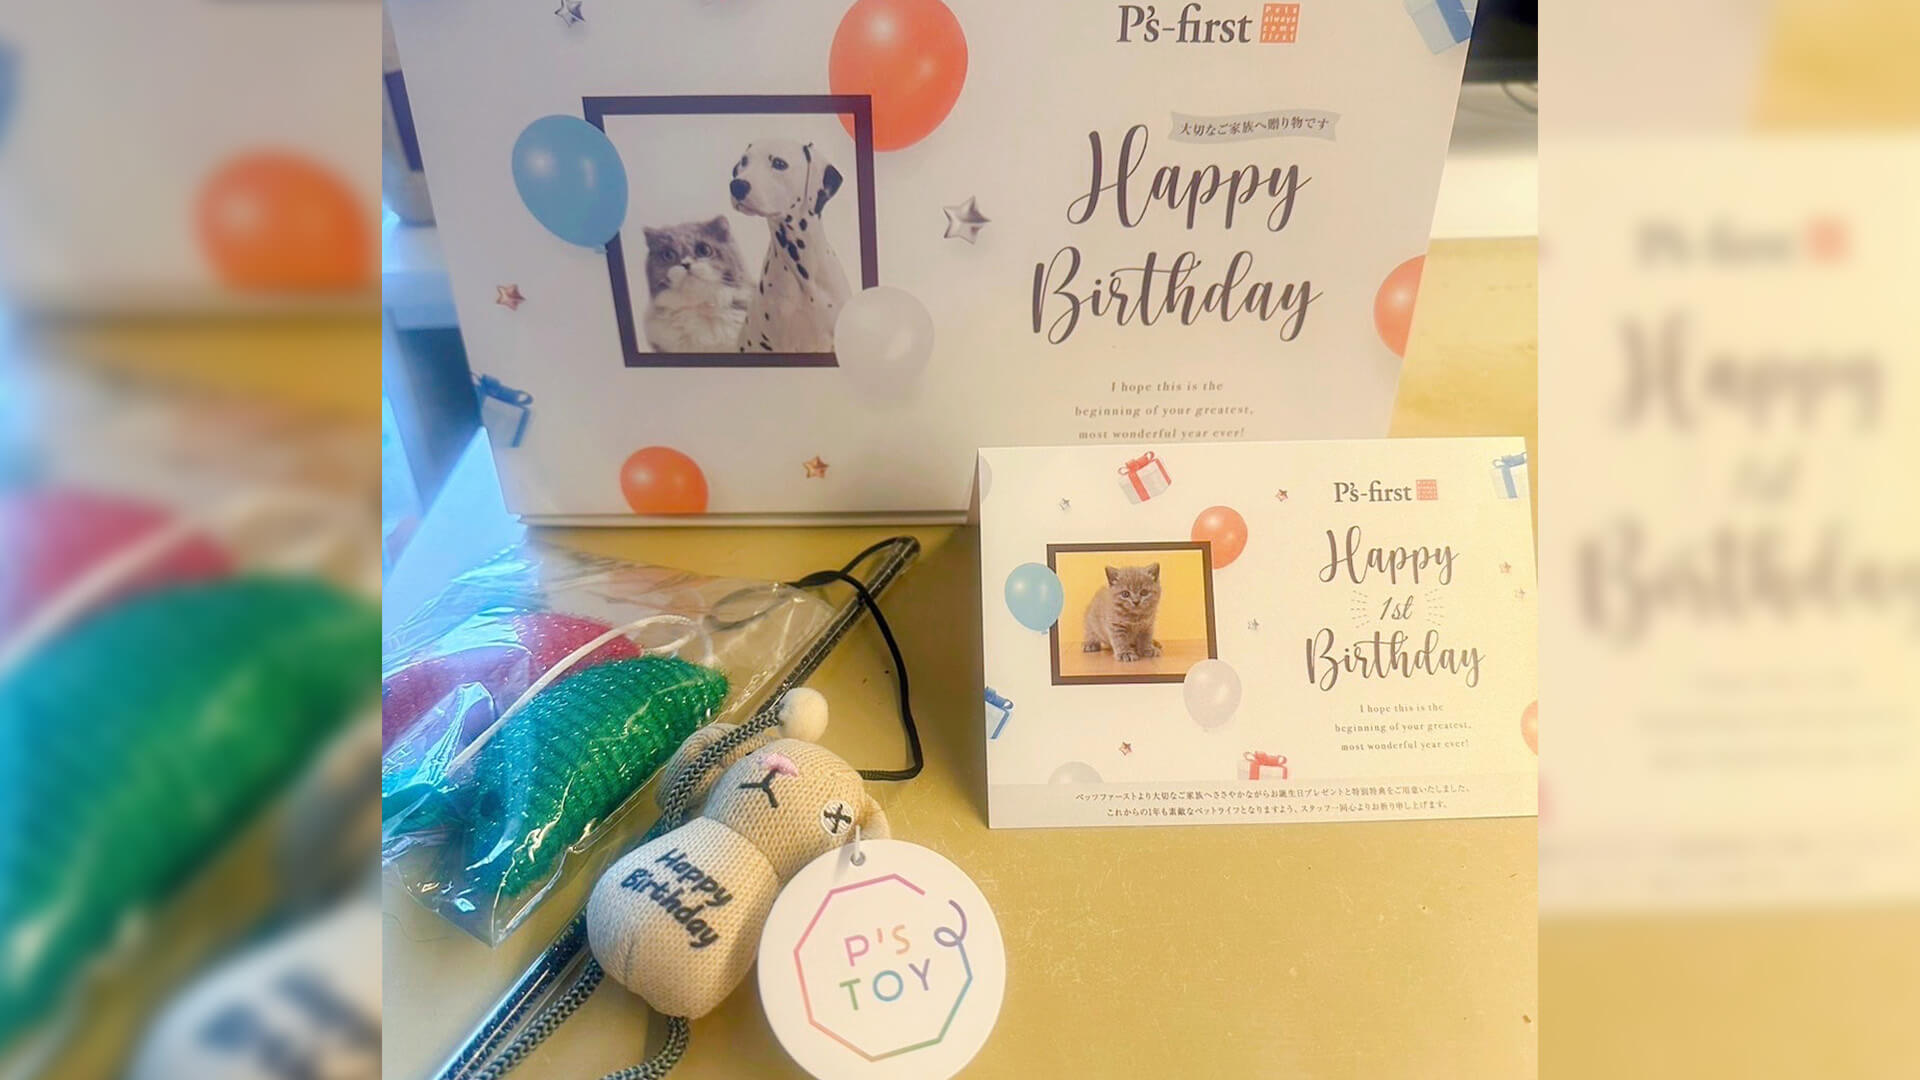 P's-first
Pets
always
come
first
大切なご家族へ贈り物です
Happy
Birthday
I hope this is the
beginning of your greatest,
most wonderful year ever!
P's-first
Happy
1st
Birthday
I hope this is the
beginning of your greatest,
most wonderful year ever!
ペッツファーストより大切なご家族へささやかながらお誕生日プレゼントと特別特典をご用意いたしました。
これからの1年も素敵なペットライフとなりますよう、スタッフ一同心よりお祈り申し上げます。
Happy
Birthday
P'S
TOY